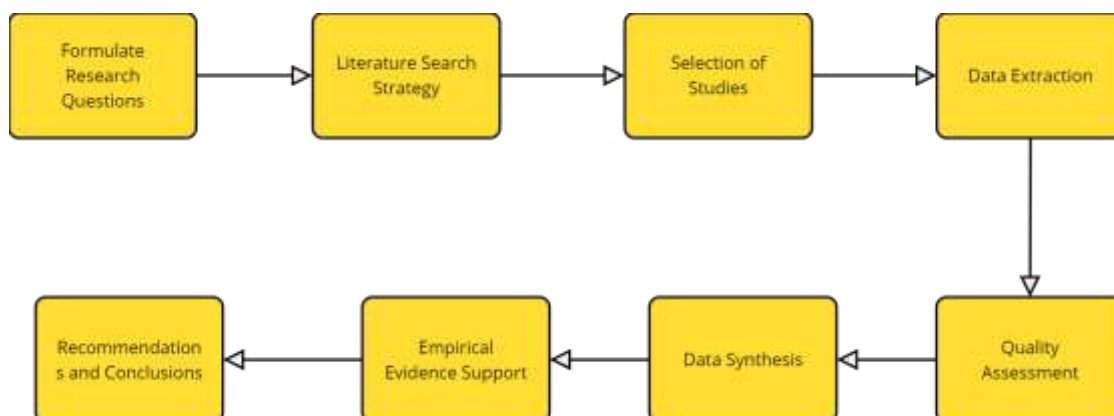 Formulate
Research
Questions
Literature Search
Strategy
Selection of
Studies
Data Extraction
Recommendation
s and Conclusions
Empirical
Evidence Support
Data Synthesis
Quality
Assessment